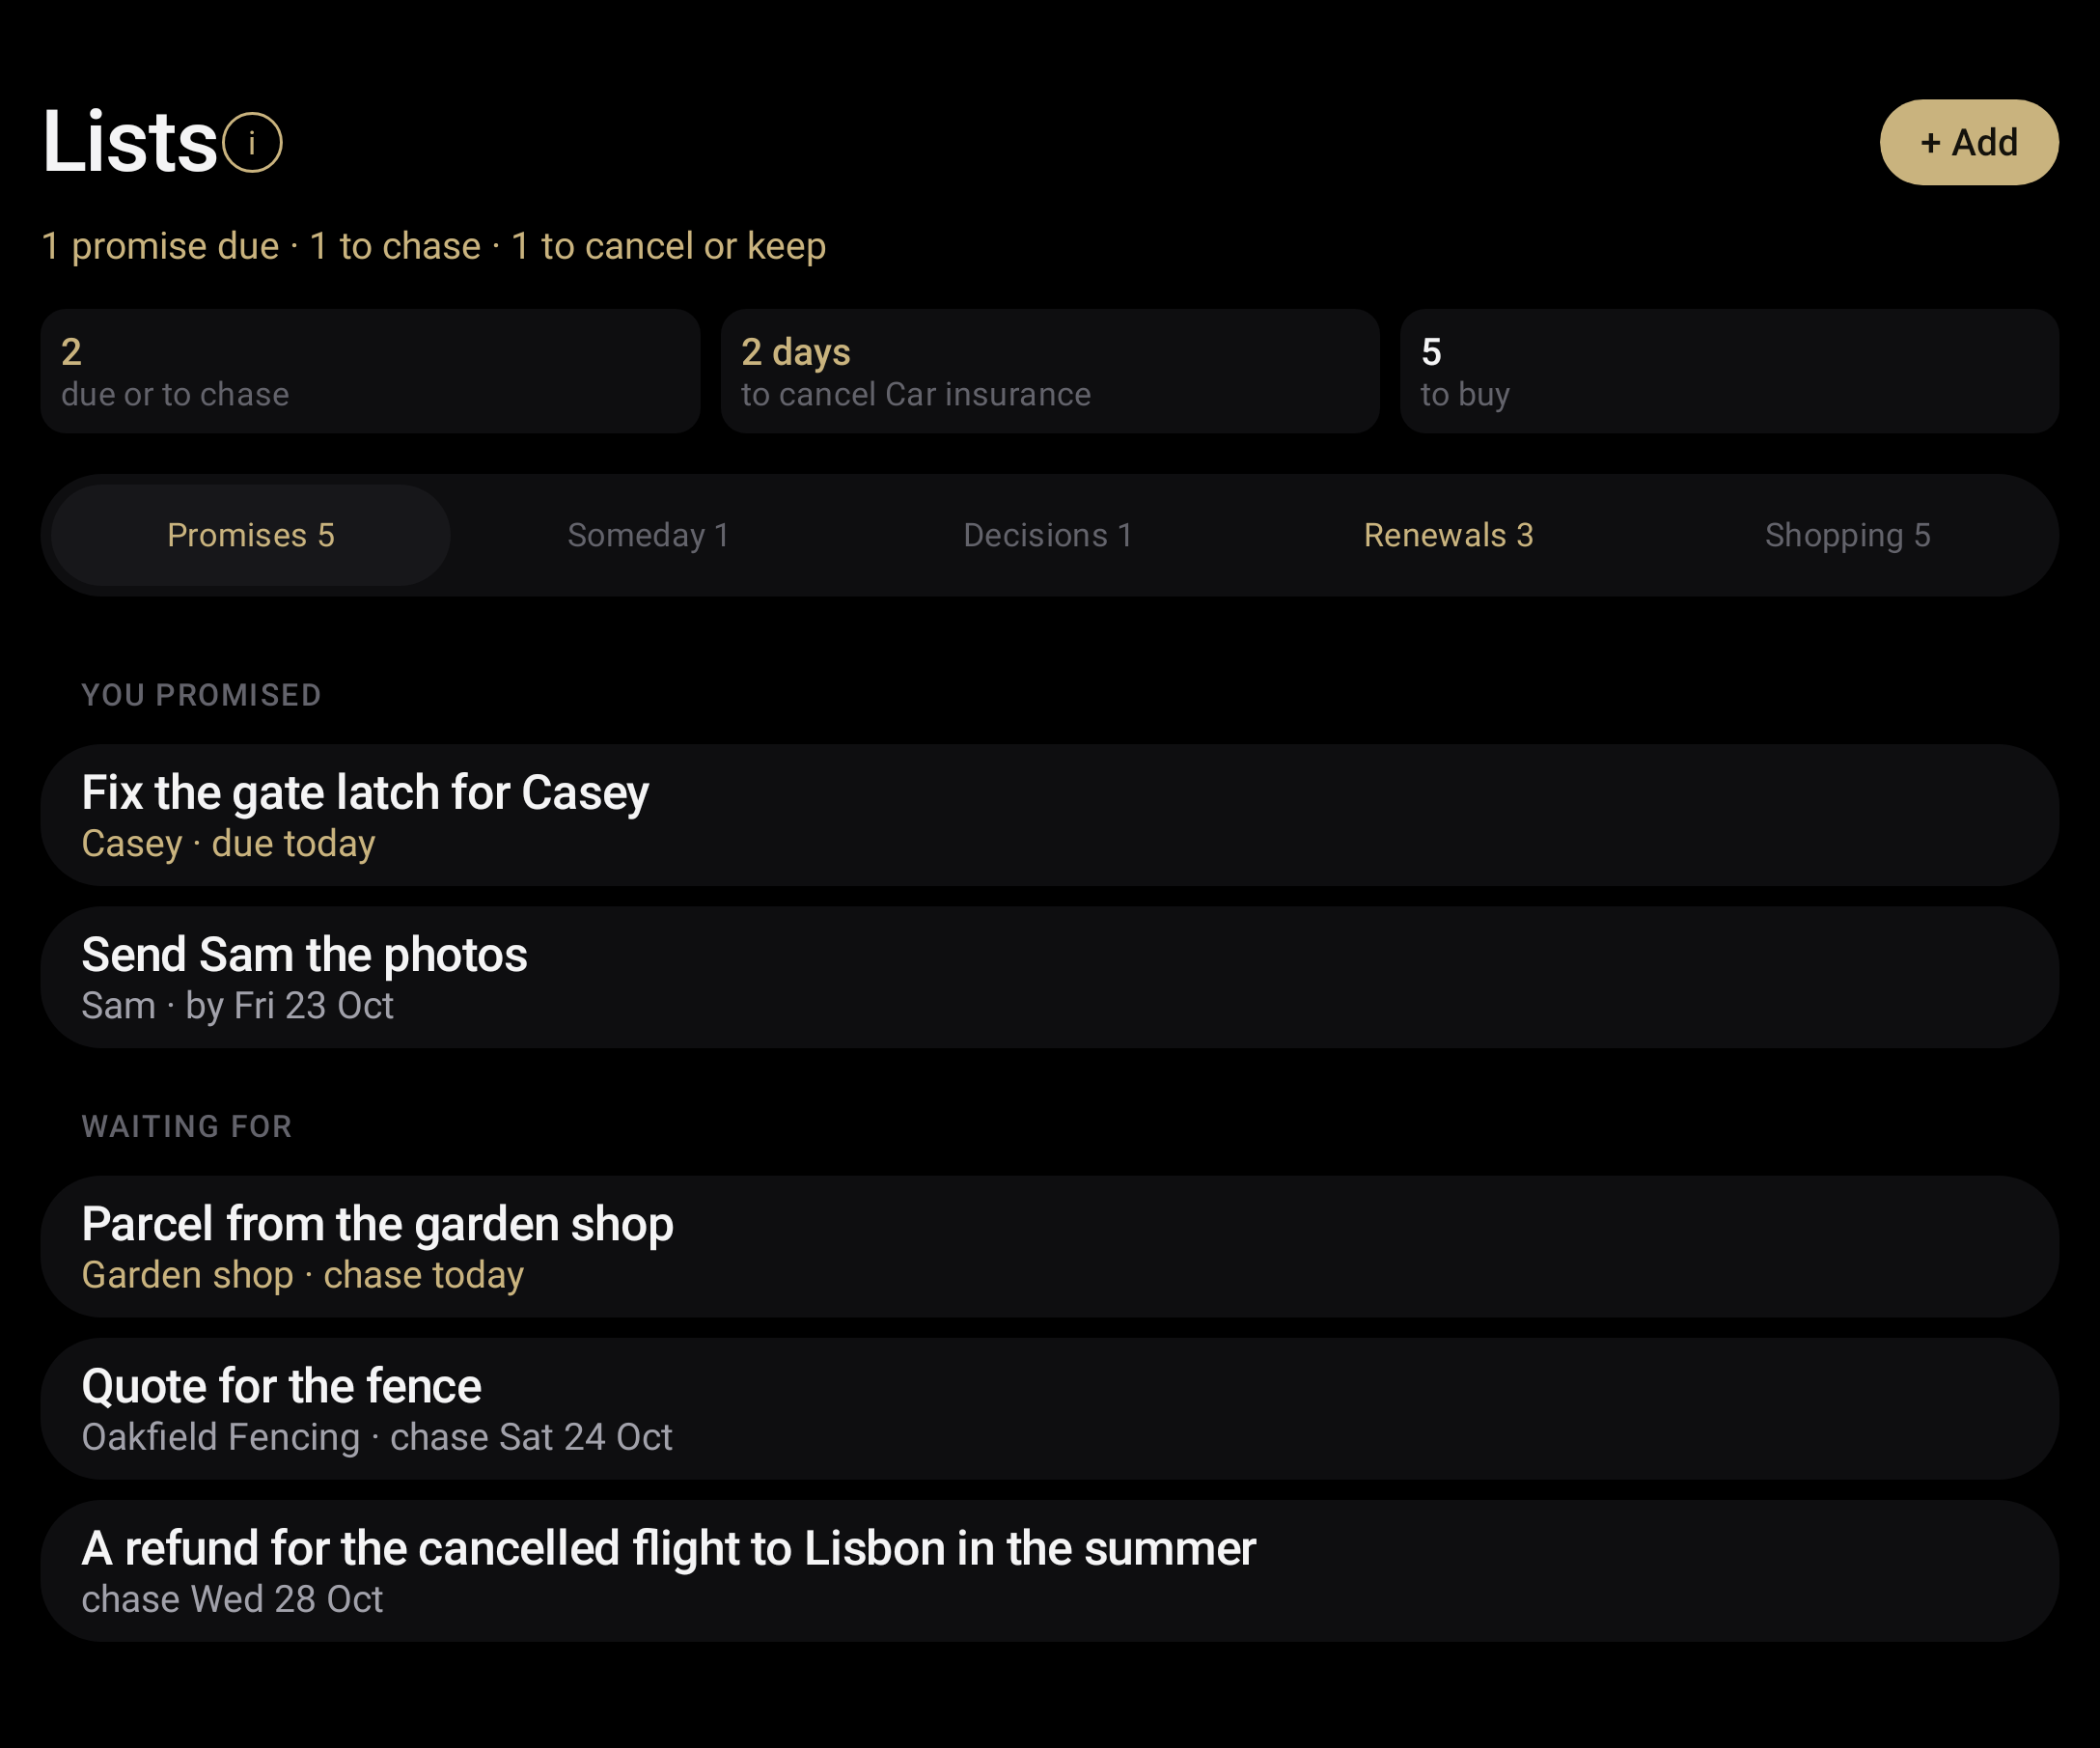 Lists i
+ Add
1 promise due · 1 to chase · 1 to cancel or keep
2
due or to chase
2 days
to cancel Car insurance
5
to buy
Promises 5
Someday 1
Decisions 1
Renewals 3
Shopping 5
YOU PROMISED
Fix the gate latch for Casey
Casey · due today
Send Sam the photos
Sam · by Fri 23 Oct
WAITING FOR
Parcel from the garden shop
Garden shop · chase today
Quote for the fence
Oakfield Fencing · chase Sat 24 Oct
A refund for the cancelled flight to Lisbon in the summer
chase Wed 28 Oct